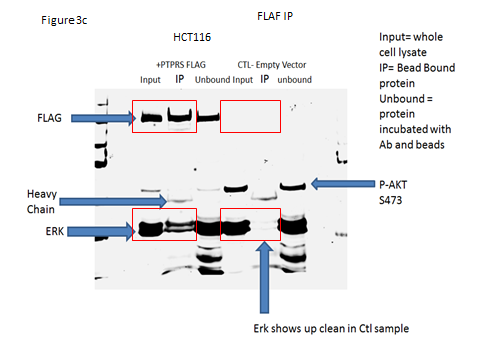 Figure 3c
FLAF IP
HCT116
+PTPRS FLAG
CTL- Empty Vector
Input IP Unbound Input IP unbound
Input= whole
cell lysate
IP= Bead Bound
protein
Unbound =
protein
incubated with
Ab and beads
FLAG
P-AKT
S473
Heavy
Chain
ERK
Erk shows up clean in Ctl sample